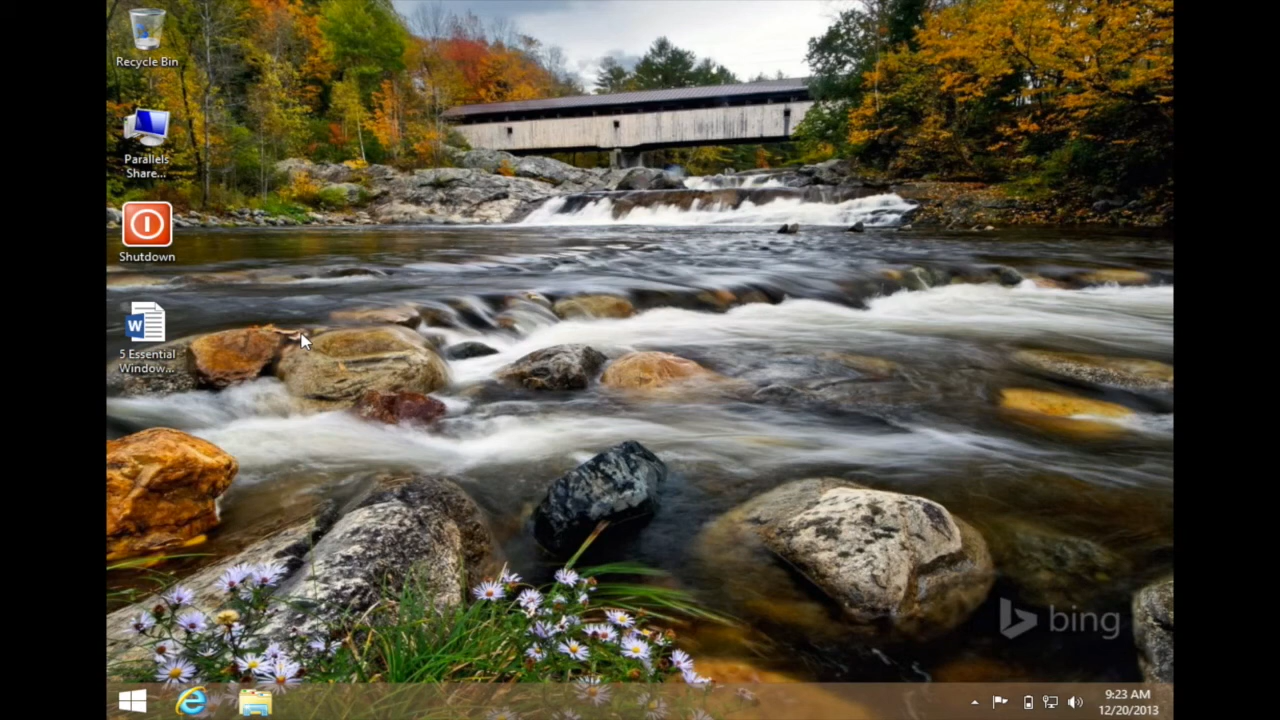 Recycle Bin
Parallels
Share...
Shutdown
W
5 Essential
Window...
bing
9:23 AM
12/20/2013